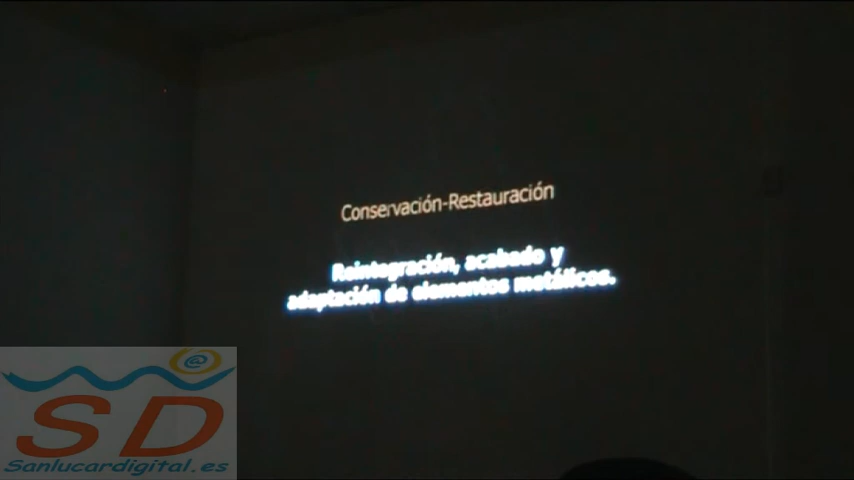 Conservación-Restauración
Reintegración, acabado y
adaptación de elementos metálicos.
@
SD
Sanlucardigital.es